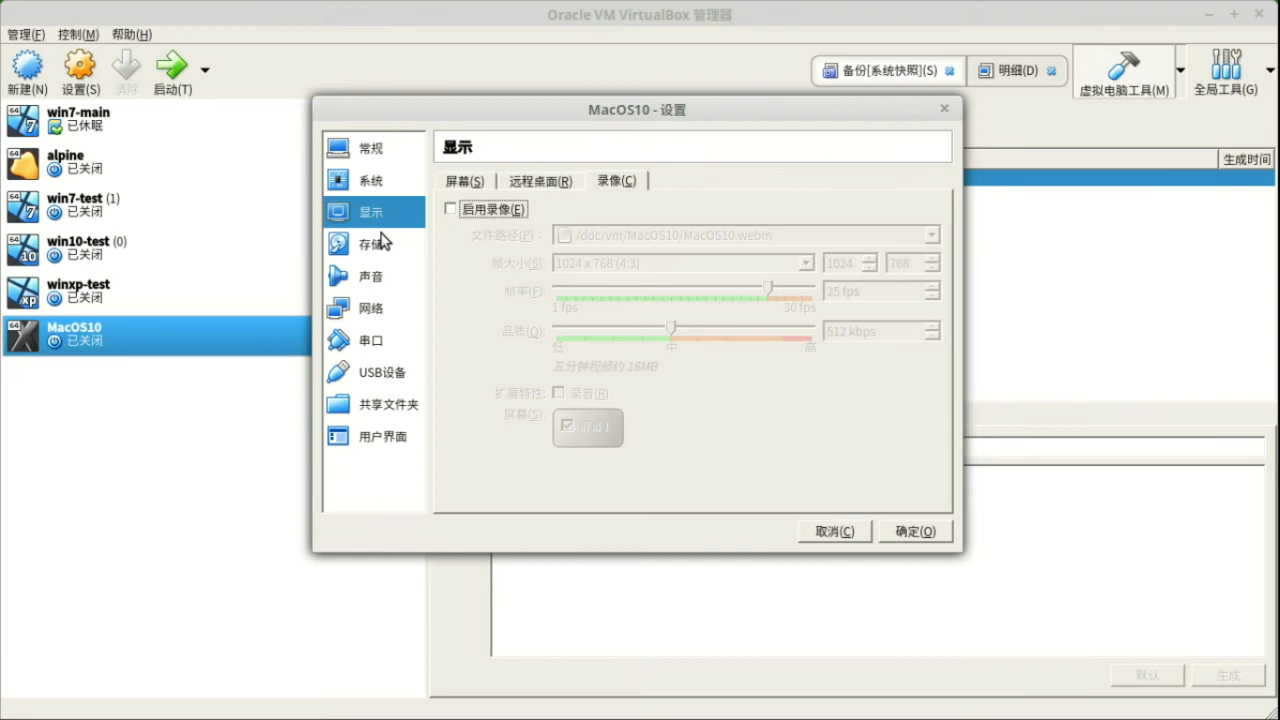 Oracle VM VirtualBox 管理器
管理(F) 控制(M) 帮助(H)
新建(N) 设置(S) 清除 启动(T)
备份[系统快照](S) 明细(D) 虚拟电脑工具(M) 全局工具(G)
64 7 win7-main
已休眠
64 alpine
已关闭
64 7 win7-test (1)
已关闭
64 10 win10-test (0)
已关闭
xp winxp-test
已关闭
64 MacOS10
已关闭
生成时间
MacOS10 - 设置
常规
系统
显示
存储
声音
网络
串口
USB设备
共享文件夹
用户界面
显示
屏幕(S) 远程桌面(R) 录像(C)
启用录像(E)
文件路径(P)： /doc/vm/MacOS10/MacOS10.webm
帧大小(S): 1024 x 768 (4:3) 1024 768
帧率(F): 25 fps
1 fps 30 fps
品质(Q): 512 kbps
低 中 高
五分钟视频约 18MB
扩展特性: 录音(R)
屏幕(S): 屏幕 1
取消(C) 确定(O)
默认 生成